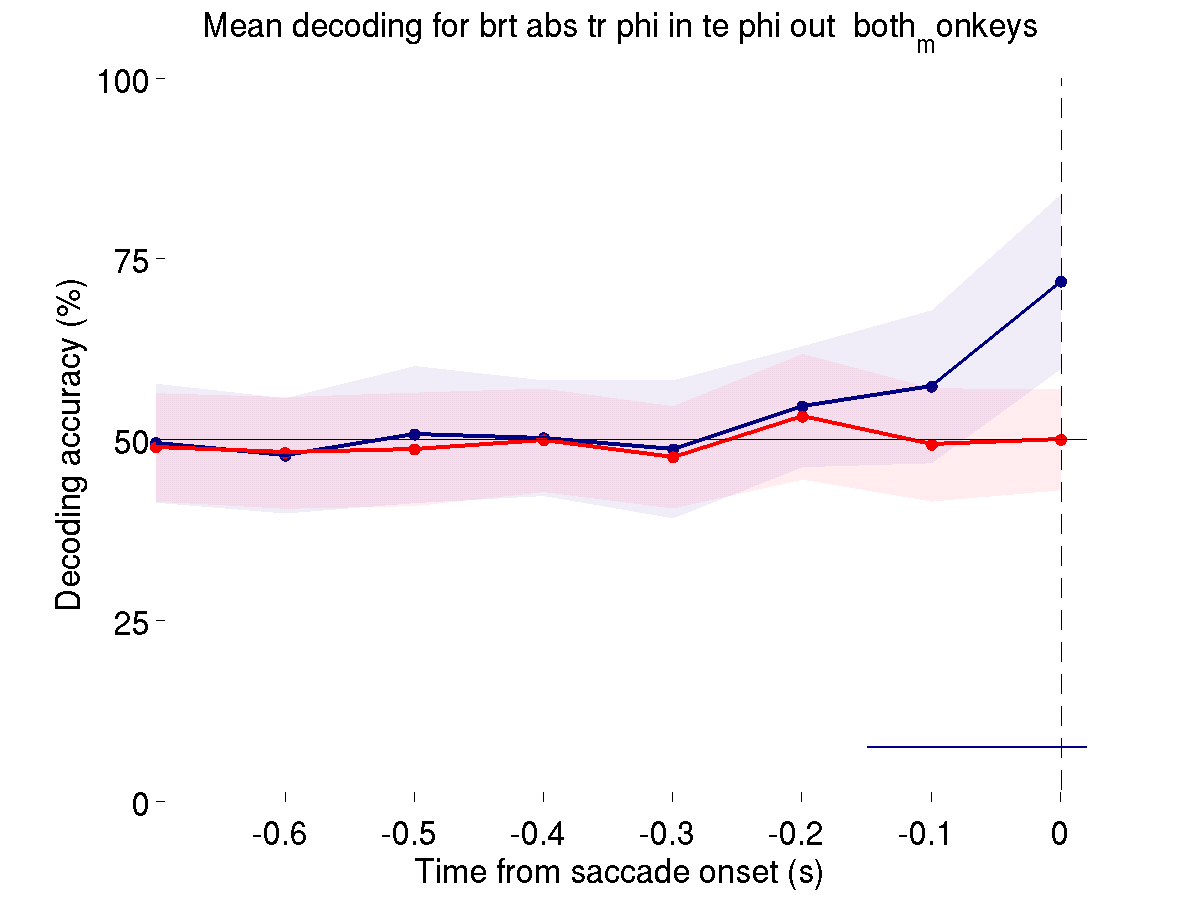 Mean decoding for brt abs tr phi in te phi out both_monkeys
100
75
50
25
0
Decoding accuracy (%)
-0.6 -0.5 -0.4 -0.3 -0.2 -0.1 0
Time from saccade onset (s)